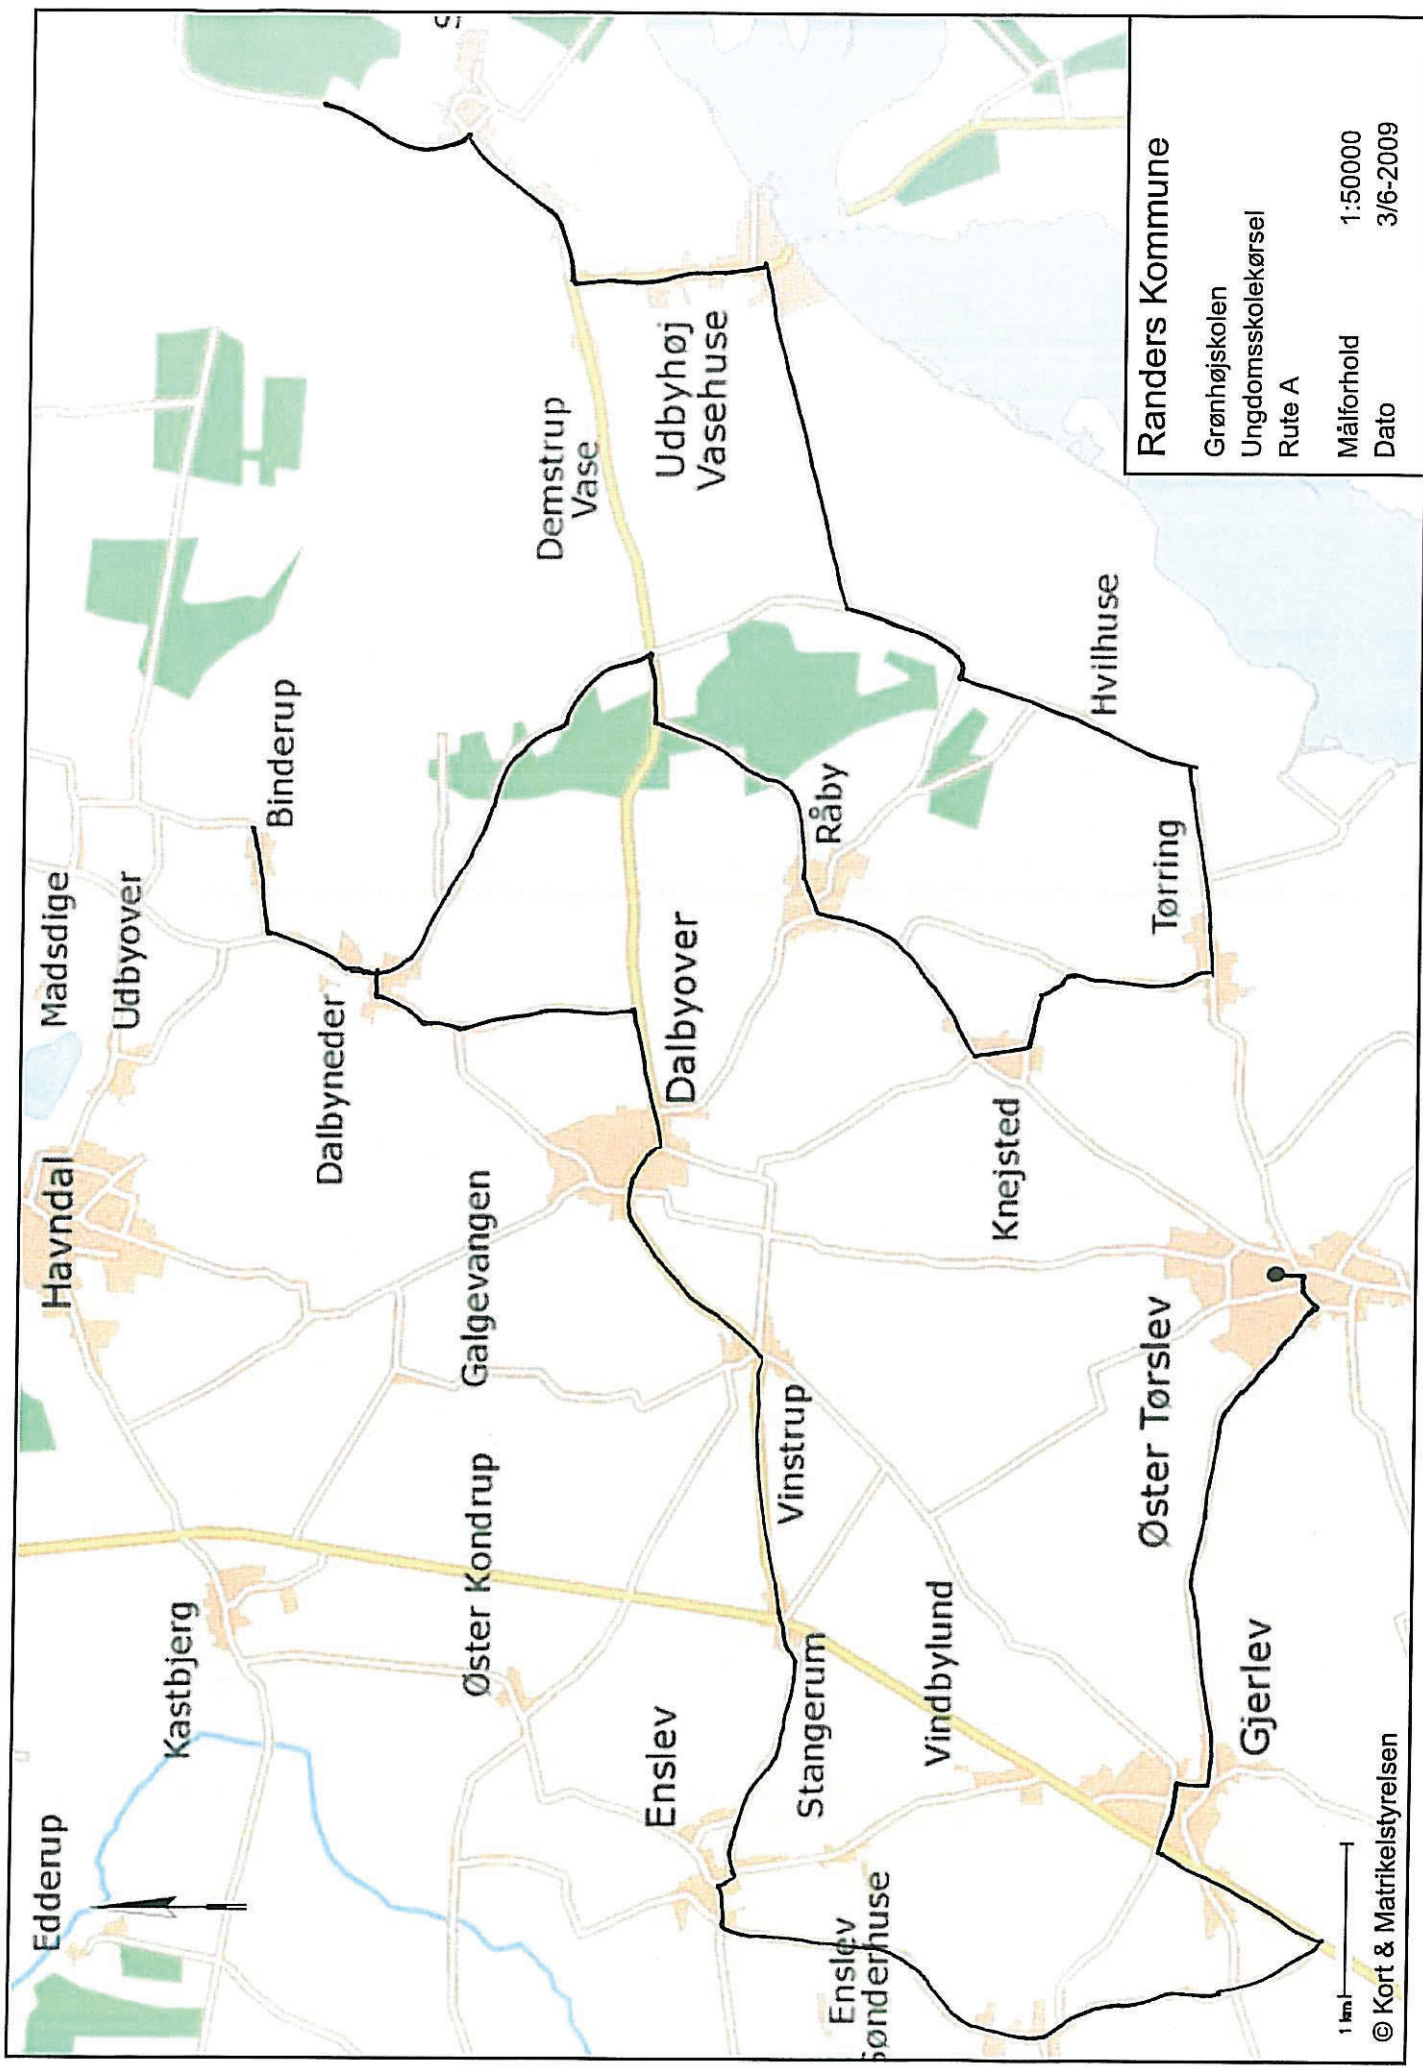 Edderup
Kastbjerg
Havndal
Madsdige
Udbyover
Binderup
Dalbyneder
Øster Kondrup
Galgevangen
Demstrup
Vase
Enslev
Dalbyover
Udbyhøj
Vasehuse
Stangerum
Vinstrup
Råby
Enslev
Sønderhuse
Vindbylund
Knejsted
Hvilhuse
Tørring
Øster Tørslev
Gjerlev
1 km
© Kort & Matrikelstyrelsen
Randers Kommune
Grønhøjskolen
Ungdomsskolekørsel
Rute A
Målforhold 1:50000
Dato 3/6-2009